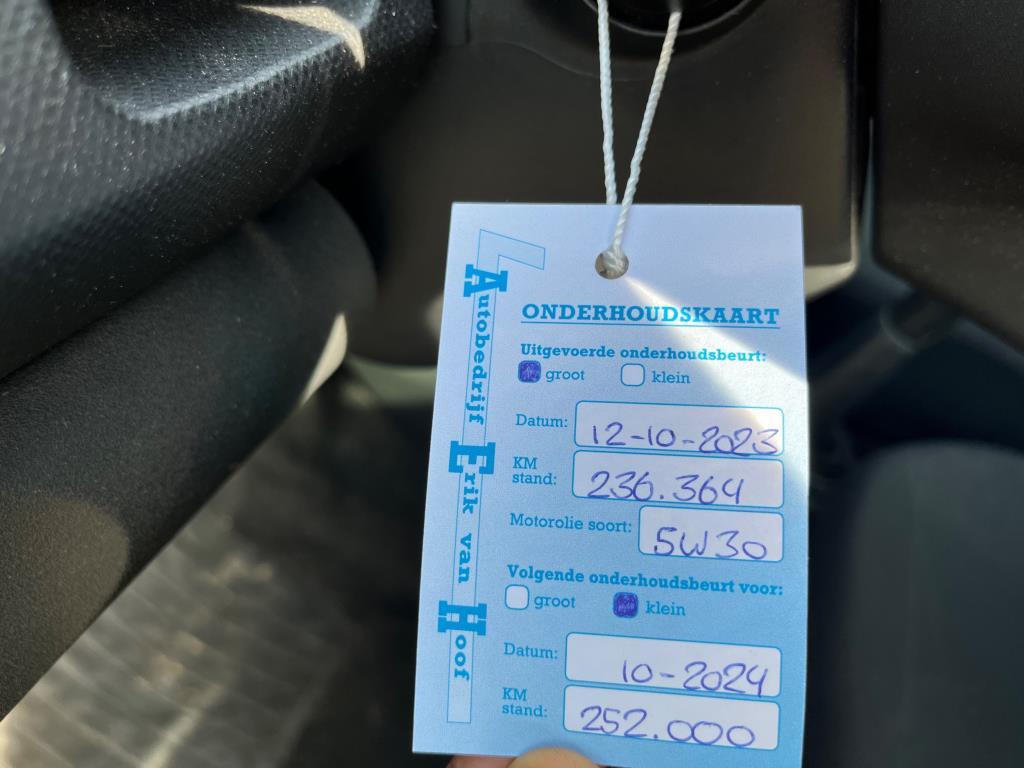 Autobedrijf Erik van Hoof
ONDERHOUDSKAART
Uitgevoerde onderhoudsbeurt:
groot klein
Datum: 12-10-2023
KM stand: 236.364
Motorolie soort: 5W30
Volgende onderhoudsbeurt voor:
groot klein
Datum: 10-2024
KM stand: 252.000